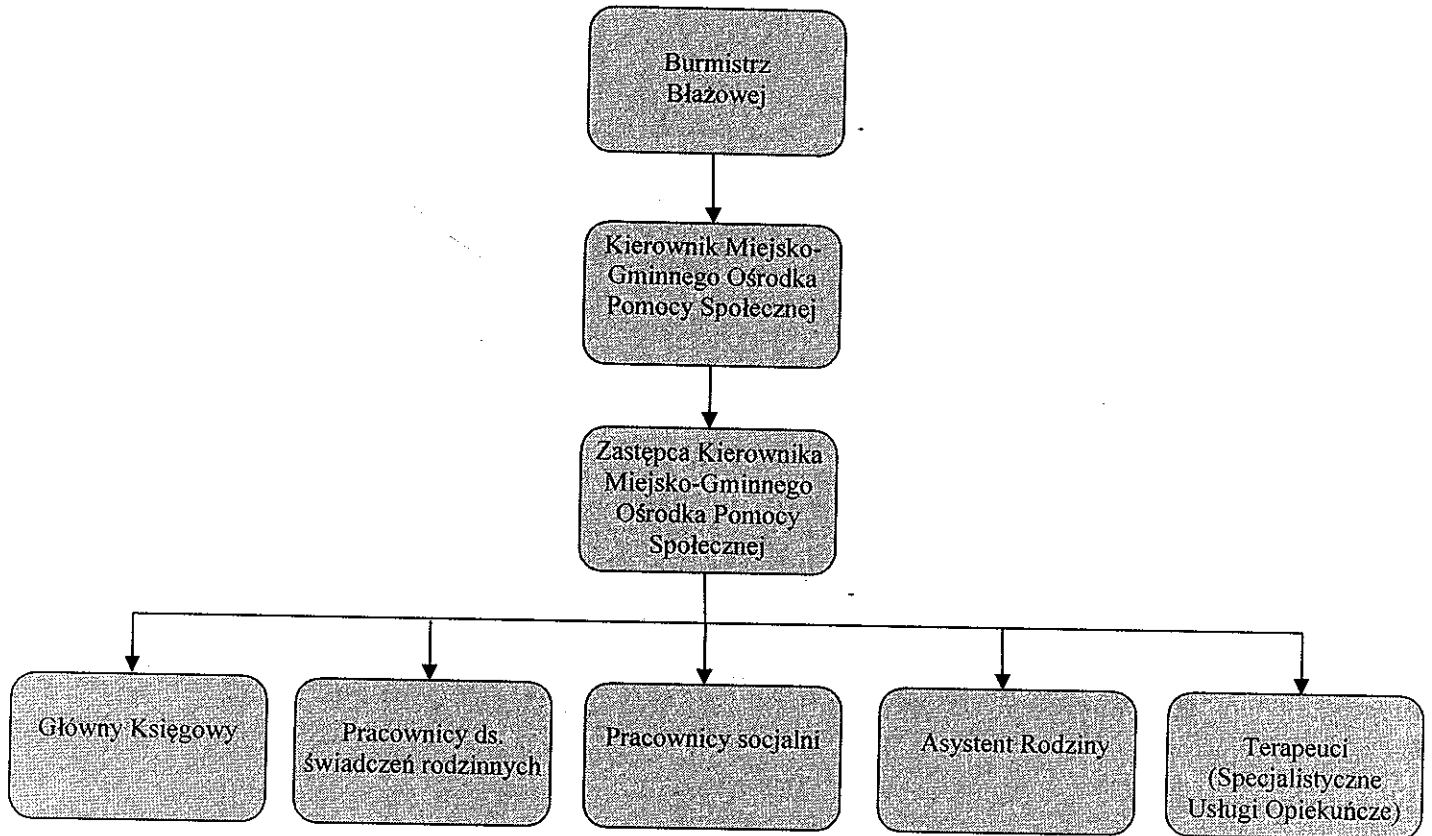 Burmistrz
Błażowej
Kierownik Miejsko-
Gminnego Ośrodka
Pomocy Społecznej
Zastępca Kierownika
Miejsko-Gminnego
Ośrodka Pomocy
Społecznej
Główny Księgowy
Pracownicy ds.
świadczeń rodzinnych
Pracownicy socjalni
Asystent Rodziny
Terapeuci
(Specjalistyczne
Usługi Opiekuńcze)